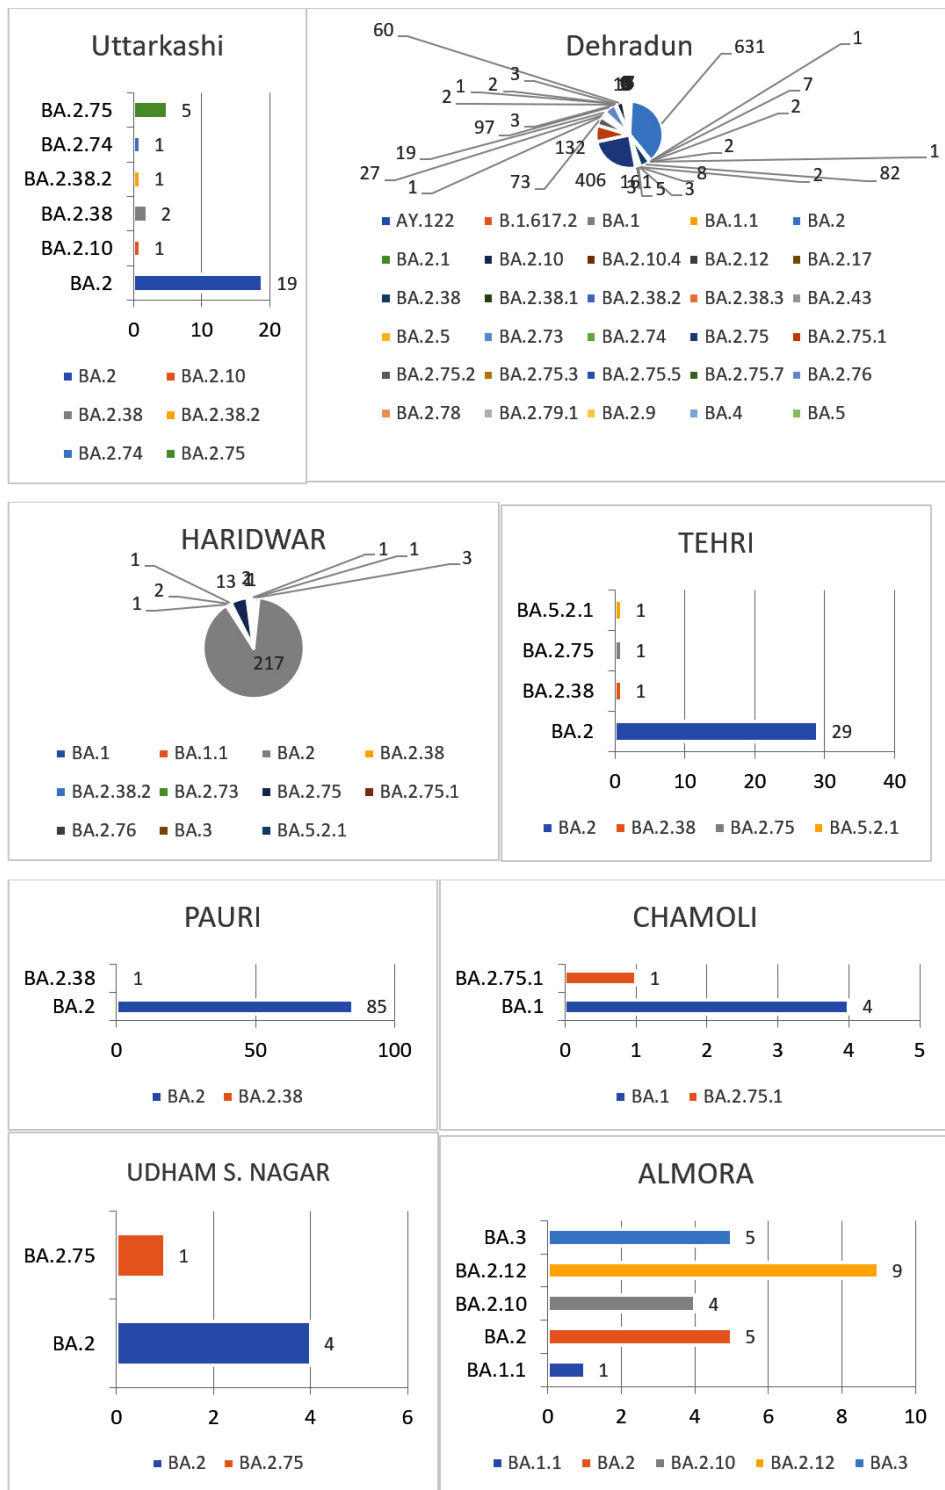 Uttarkashi
BA.2.75 5
BA.2.74 1
BA.2.38.2 1
BA.2.38 2
BA.2.10 1
BA.2 19
0 10 20
BA.2 BA.2.10
BA.2.38 BA.2.38.2
BA.2.74 BA.2.75
Dehradun
60 631 1
3 7
1 2 2
2
3
97 2
19 132 1
27 73 406 161 8 82
1 3 5 3 2
AY.122 B.1.617.2 BA.1 BA.1.1 BA.2
BA.2.1 BA.2.10 BA.2.10.4 BA.2.12 BA.2.17
BA.2.38 BA.2.38.1 BA.2.38.2 BA.2.38.3 BA.2.43
BA.2.5 BA.2.73 BA.2.74 BA.2.75 BA.2.75.1
BA.2.75.2 BA.2.75.3 BA.2.75.5 BA.2.75.7 BA.2.76
BA.2.78 BA.2.79.1 BA.2.9 BA.4 BA.5
HARIDWAR
1 1 1 3
2 13 2 1
1
217
BA.1 BA.1.1 BA.2 BA.2.38
BA.2.38.2 BA.2.73 BA.2.75 BA.2.75.1
BA.2.76 BA.3 BA.5.2.1
TEHRI
BA.5.2.1 1
BA.2.75 1
BA.2.38 1
BA.2 29
0 10 20 30 40
BA.2 BA.2.38 BA.2.75 BA.5.2.1
PAURI
BA.2.38 1
BA.2 85
0 50 100
BA.2 BA.2.38
CHAMOLI
BA.2.75.1 1
BA.1 4
0 1 2 3 4 5
BA.1 BA.2.75.1
UDHAM S. NAGAR
BA.2.75 1
BA.2 4
0 2 4 6
BA.2 BA.2.75
ALMORA
BA.3 5
BA.2.12 9
BA.2.10 4
BA.2 5
BA.1.1 1
0 2 4 6 8 10
BA.1.1 BA.2 BA.2.10 BA.2.12 BA.3